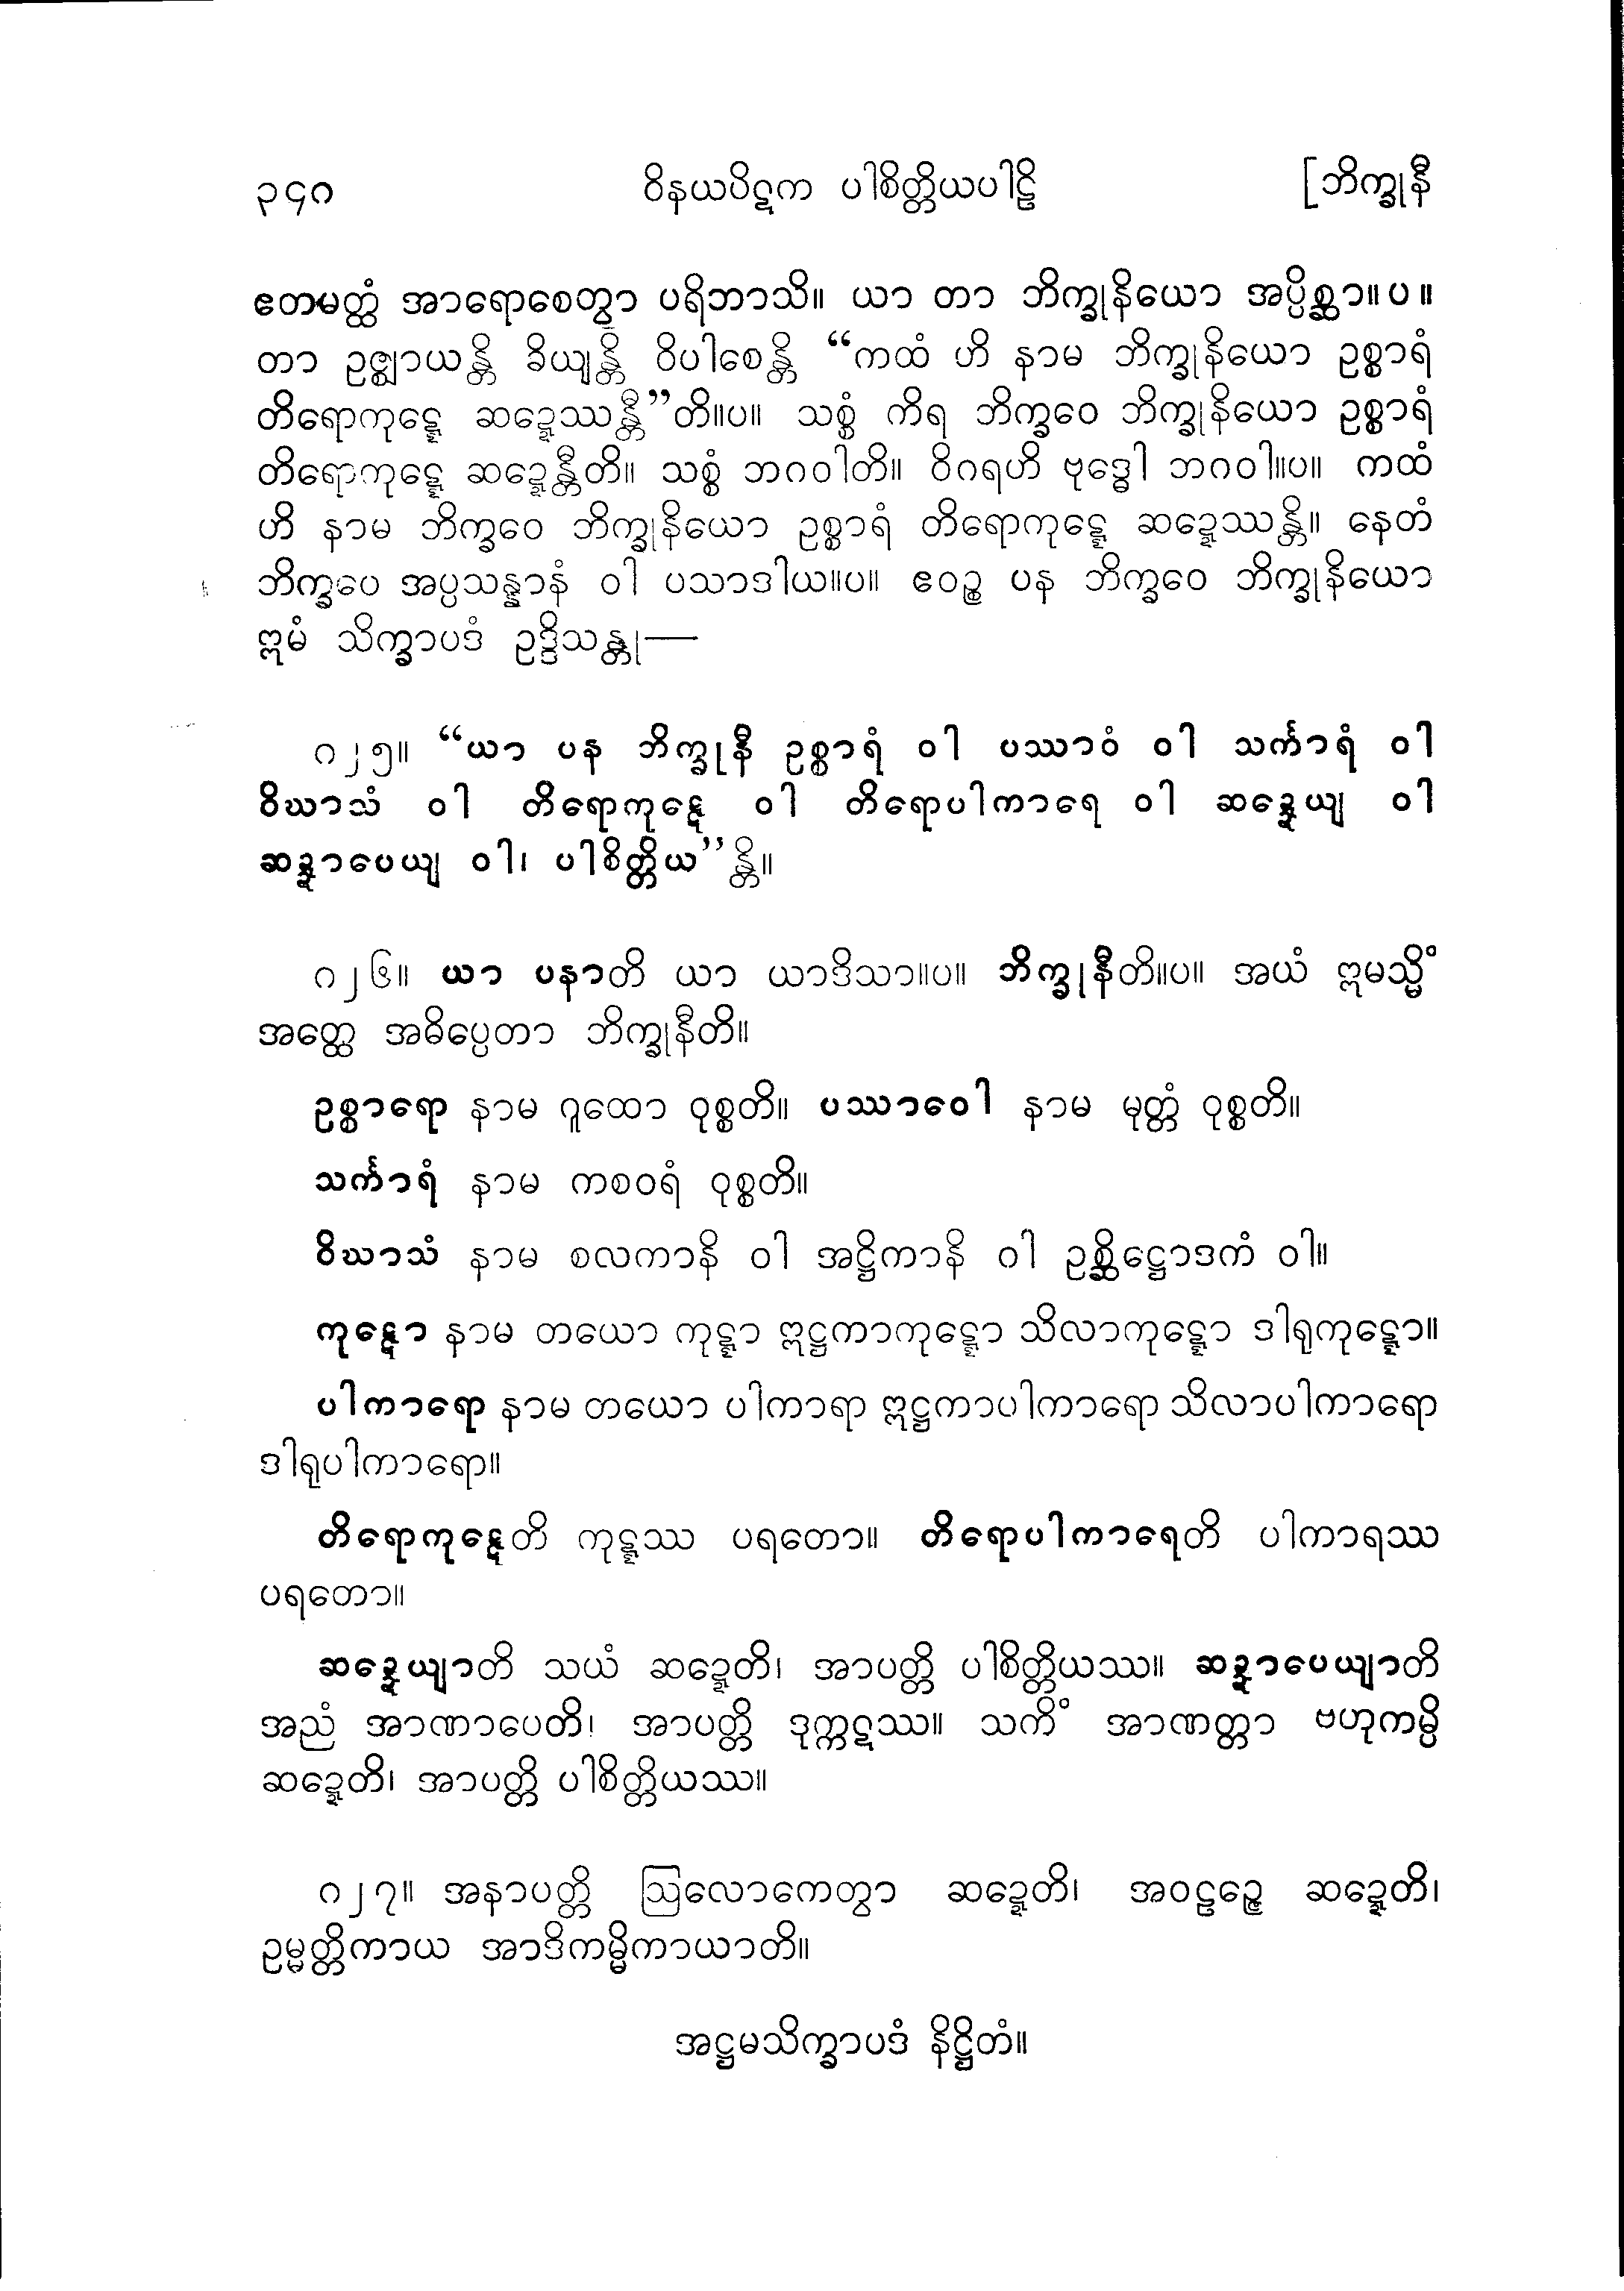 ၃၄၈ ဝိနယပိဋက ပါစိတ္တိယပါဠိ [ဘိက္ခုနီ
ဧတမတ္ထံ အာရောစေတွာ ပရိဘာသိ။ ယာ တာ ဘိက္ခုနိယော အပ္ပိစ္ဆာ။ပ။
တာ ဥဇ္ဈာယန္တိ ခိယျန္တိ ဝိပါစေန္တိ “ကထံ ဟိ နာမ ဘိက္ခုနိယော ဥစ္စာရံ
တိရောကုဋ္ဋေ ဆဍ္ဍေဿန္တီ”တိ။ပ။ သစ္စံ ကိရ ဘိက္ခဝေ ဘိက္ခုနိယော ဥစ္စာရံ
တိရောကုဋ္ဋေ ဆဍ္ဍေန္တီတိ။ သစ္စံ ဘဂဝါတိ။ ဝိဂရဟိ ဗုဒ္ဓေါ ဘဂဝါ။ပ။ ကထံ
ဟိ နာမ ဘိက္ခဝေ ဘိက္ခုနိယော ဥစ္စာရံ တိရောကုဋ္ဋေ ဆဍ္ဍေဿန္တိ။ နေတံ
ဘိက္ခဝေ အပ္ပသန္နာနံ ဝါ ပသာဒါယ။ပ။ ဧဝဉ္စ ပန ဘိက္ခဝေ ဘိက္ခုနိယော
ဣမံ သိက္ခာပဒံ ဥဒ္ဒိသန္တု—
၈၂၅။ “ယာ ပန ဘိက္ခုနီ ဥစ္စာရံ ဝါ ပဿာဝံ ဝါ သင်္ကာရံ ဝါ
ဝိဃာသံ ဝါ တိရောကုဋ္ဋေ ဝါ တိရောပါကာရေ ဝါ ဆဍ္ဍေယျ ဝါ
ဆဍ္ဍာပေယျ ဝါ၊ ပါစိတ္တိယ”န္တိ။
၈၂၆။ ယာ ပနာတိ ယာ ယာဒိသာ။ပ။ ဘိက္ခုနီတိ။ပ။ အယံ ဣမသ္မိံ
အတ္ထေ အဓိပ္ပေတာ ဘိက္ခုနီတိ။
ဥစ္စာရော နာမ ဂူထော ဝုစ္စတိ။ ပဿာဝေါ နာမ မုတ္တံ ဝုစ္စတိ။
သင်္ကာရံ နာမ ကစဝရံ ဝုစ္စတိ။
ဝိဃာသံ နာမ စလကာနိ ဝါ အဋ္ဌိကာနိ ဝါ ဥစ္ဆိဋ္ဌောဒကံ ဝါ။
ကုဋ္ဋော နာမ တယော ကုဋ္ဋာ ဣဋ္ဌကာကုဋ္ဋော သိလာကုဋ္ဋော ဒါရုကုဋ္ဋော။
ပါကာရော နာမ တယော ပါကာရာ ဣဋ္ဌကာပါကာရော သိလာပါကာရော
ဒါရုပါကာရော။
တိရောကုဋ္ဋေတိ ကုဋ္ဋဿ ပရတော။ တိရောပါကာရေတိ ပါကာရဿ
ပရတော။
ဆဍ္ဍေယျာတိ သယံ ဆဍ္ဍေတိ၊ အာပတ္တိ ပါစိတ္တိယဿ။ ဆဍ္ဍာပေယျာတိ
အညံ အာဏာပေတိ၊ အာပတ္တိ ဒုက္ကဋဿ။ သကိံ အာဏတ္တာ ဗဟုကမ္ပိ
ဆဍ္ဍေတိ၊ အာပတ္တိ ပါစိတ္တိယဿ။
၈၂၇။ အနာပတ္တိ ဩလောကေတွာ ဆဍ္ဍေတိ၊ အဝဠဉ္ဇေ ဆဍ္ဍေတိ၊
ဥမ္မတ္တိကာယ အာဒိကမ္မိကာယာတိ။
အဋ္ဌမသိက္ခာပဒံ နိဋ္ဌိတံ။